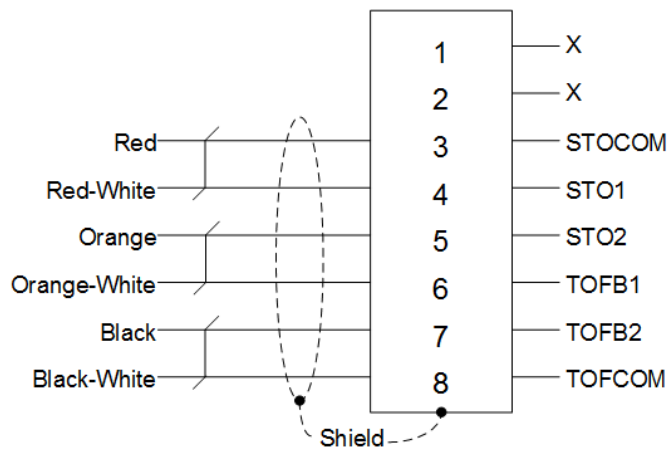 1 X
2 X
Red 3 STOCOM
Red-White 4 STO1
Orange 5 STO2
Orange-White 6 TOFB1
Black 7 TOFB2
Black-White 8 TOFCOM
Shield